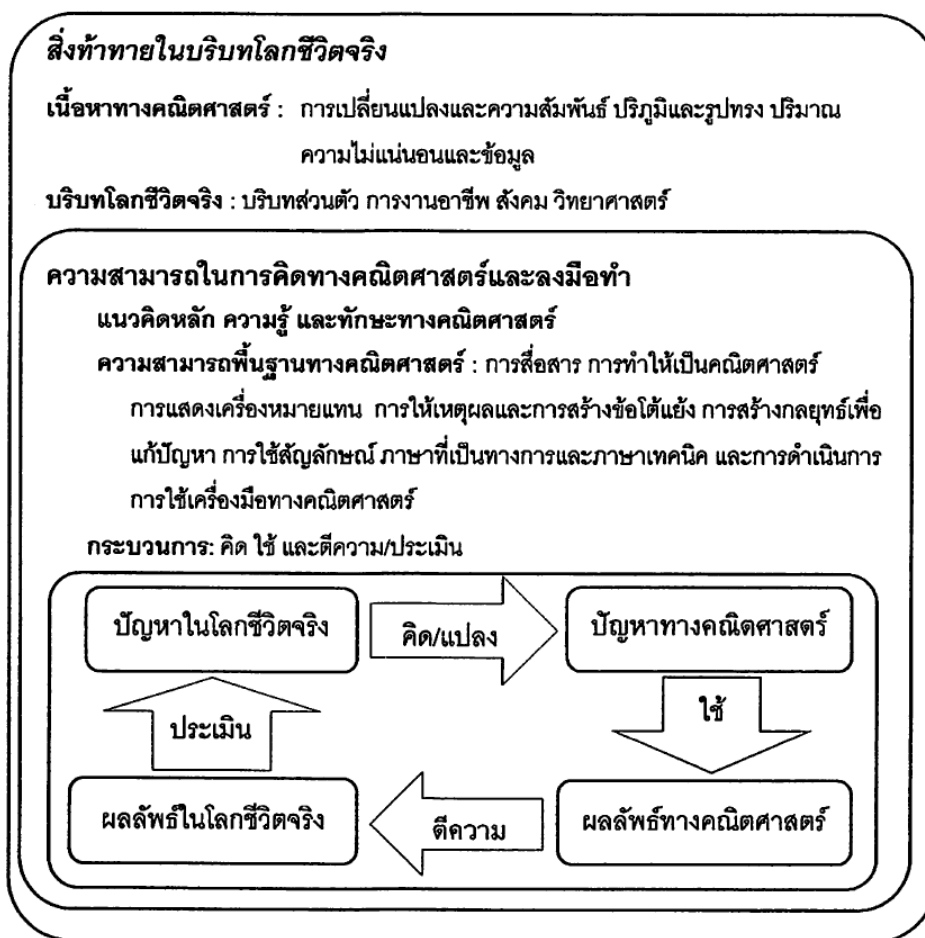 สิ่งท้าทายในบริบทโลกชีวิตจริง
เนื้อหาทางคณิตศาสตร์ : การเปลี่ยนแปลงและความสัมพันธ์ ปริภูมิและรูปทรง ปริมาณ
ความไม่แน่นอนและข้อมูล
บริบทโลกชีวิตจริง : บริบทส่วนตัว การงานอาชีพ สังคม วิทยาศาสตร์
ความสามารถในการคิดทางคณิตศาสตร์และลงมือทำ
แนวคิดหลัก ความรู้ และทักษะทางคณิตศาสตร์
ความสามารถพื้นฐานทางคณิตศาสตร์ : การสื่อสาร การทำให้เป็นคณิตศาสตร์
การแสดงเครื่องหมายแทน การให้เหตุผลและการสร้างข้อโต้แย้ง การสร้างกลยุทธ์เพื่อ
แก้ปัญหา การใช้สัญลักษณ์ ภาษาที่เป็นทางการและภาษาเทคนิค และการดำเนินการ
การใช้เครื่องมือทางคณิตศาสตร์
กระบวนการ: คิด ใช้ และตีความ/ประเมิน
ปัญหาในโลกชีวิตจริง
คิด/แปลง
ปัญหาทางคณิตศาสตร์
ประเมิน
ใช้
ผลลัพธ์ในโลกชีวิตจริง
ตีความ
ผลลัพธ์ทางคณิตศาสตร์